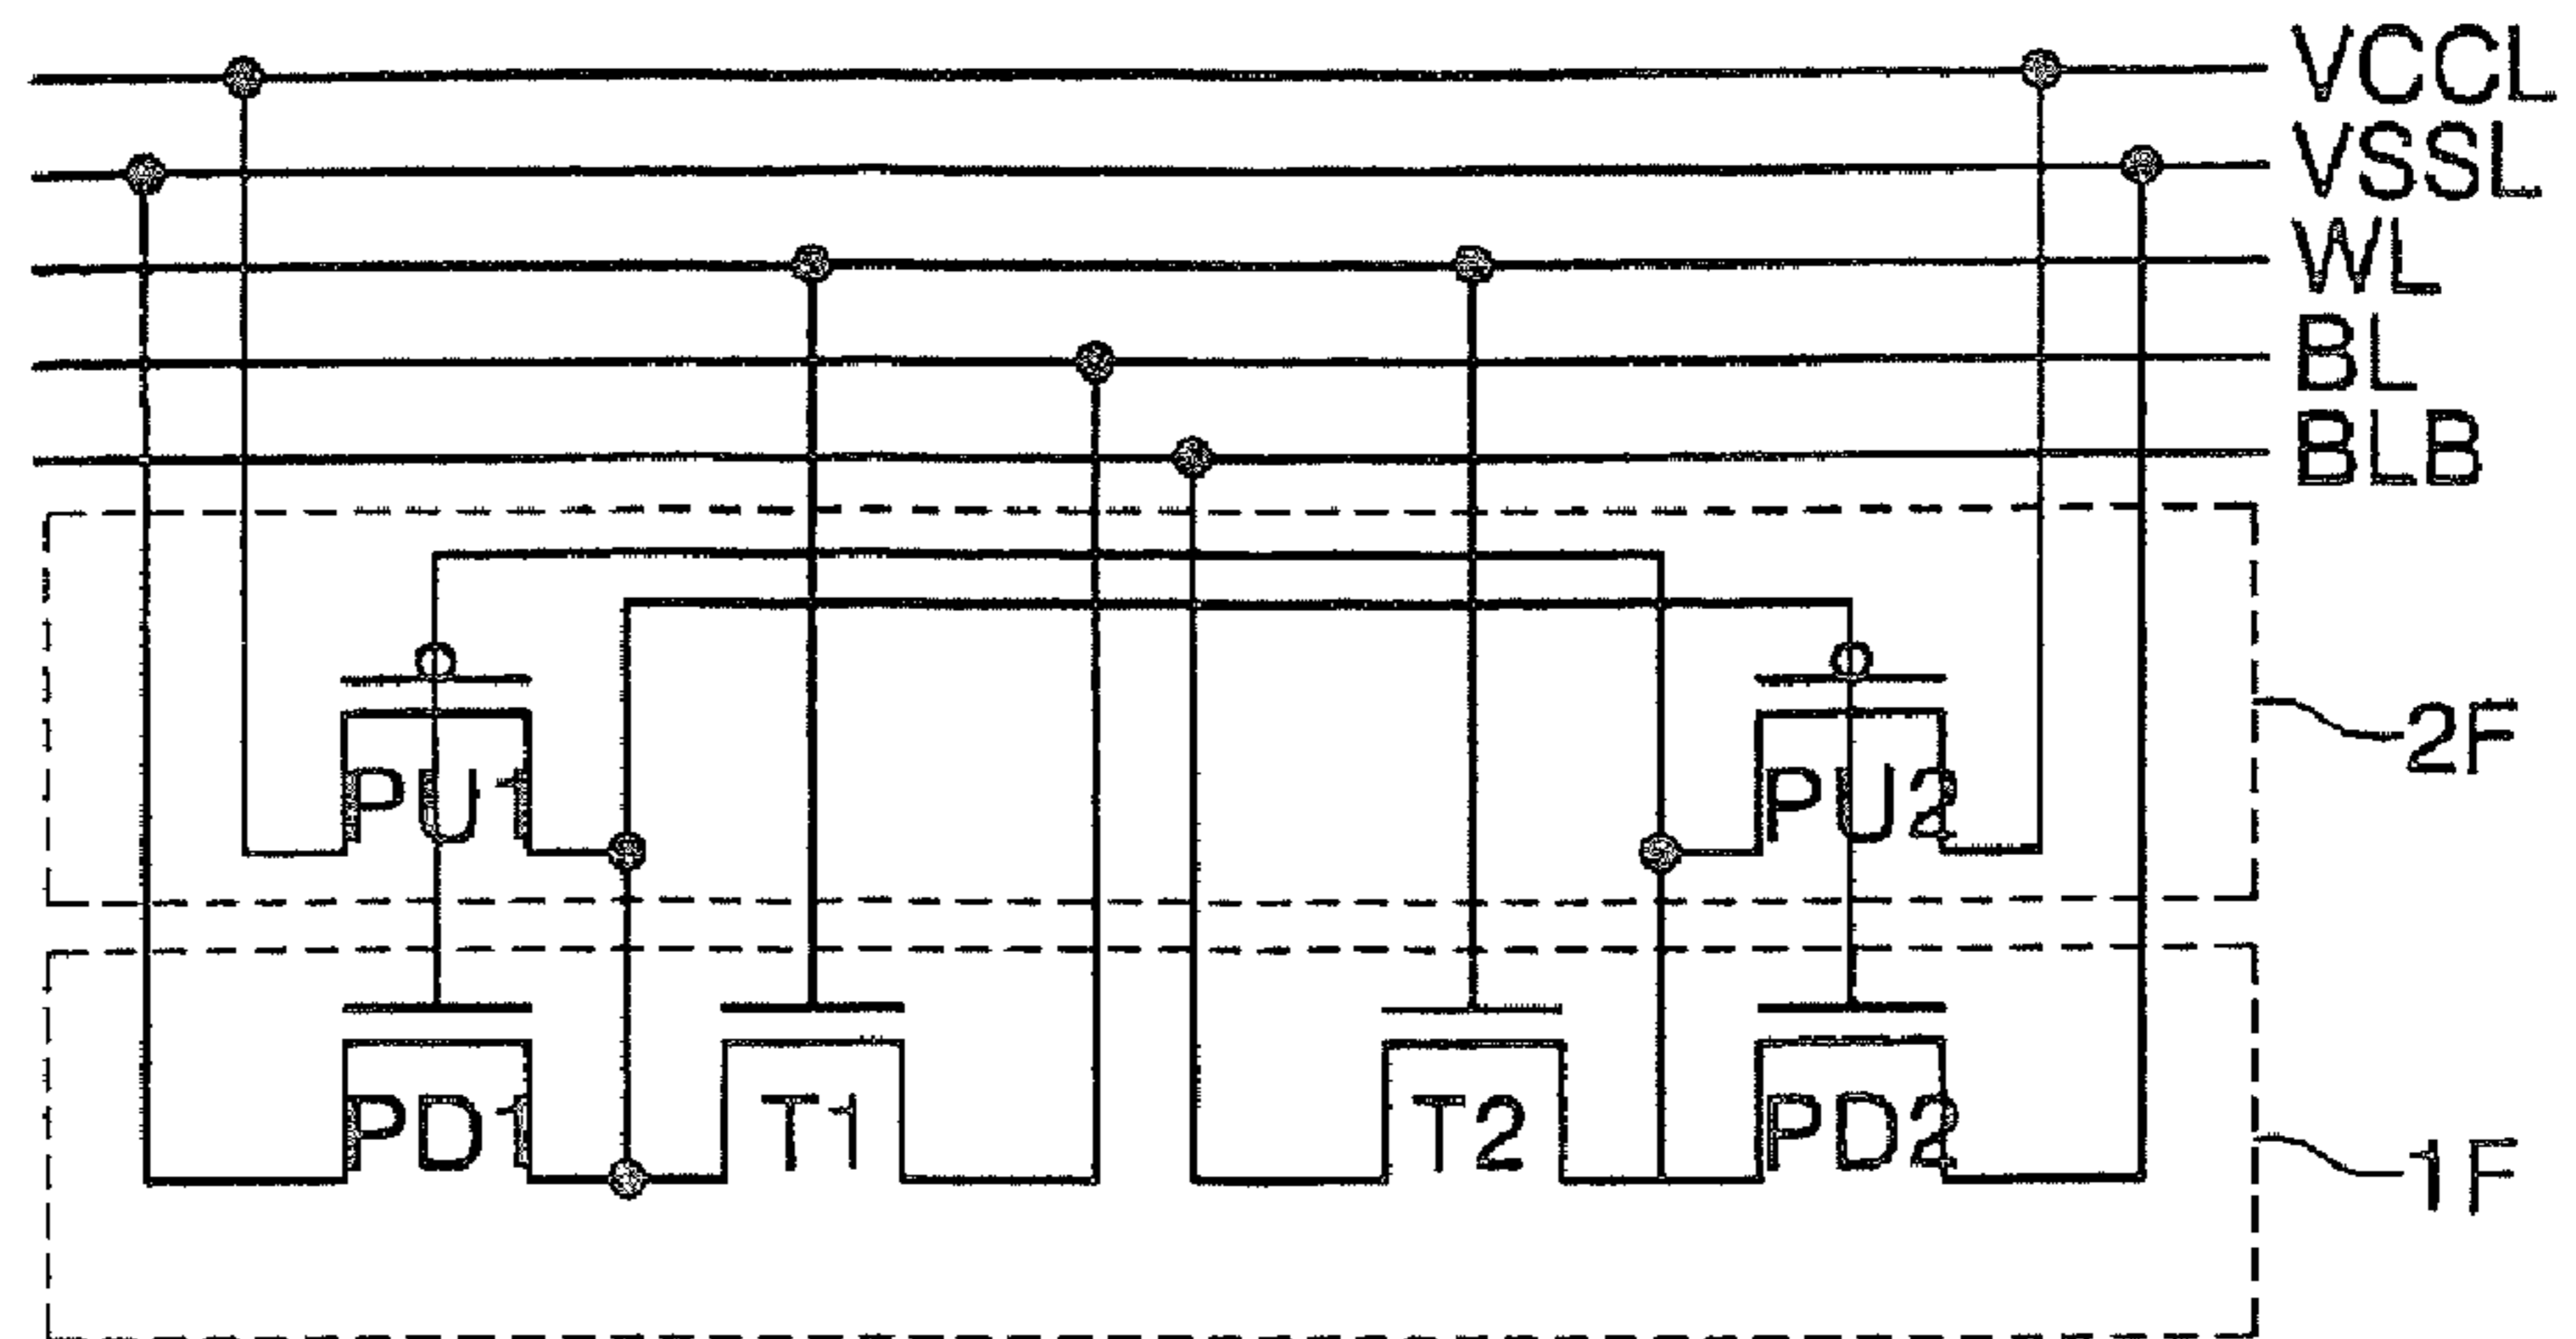 VCCL
VSSL
WL
BL
BLB
2F
PU1
PU2
1F
PD1
T1
T2
PD2